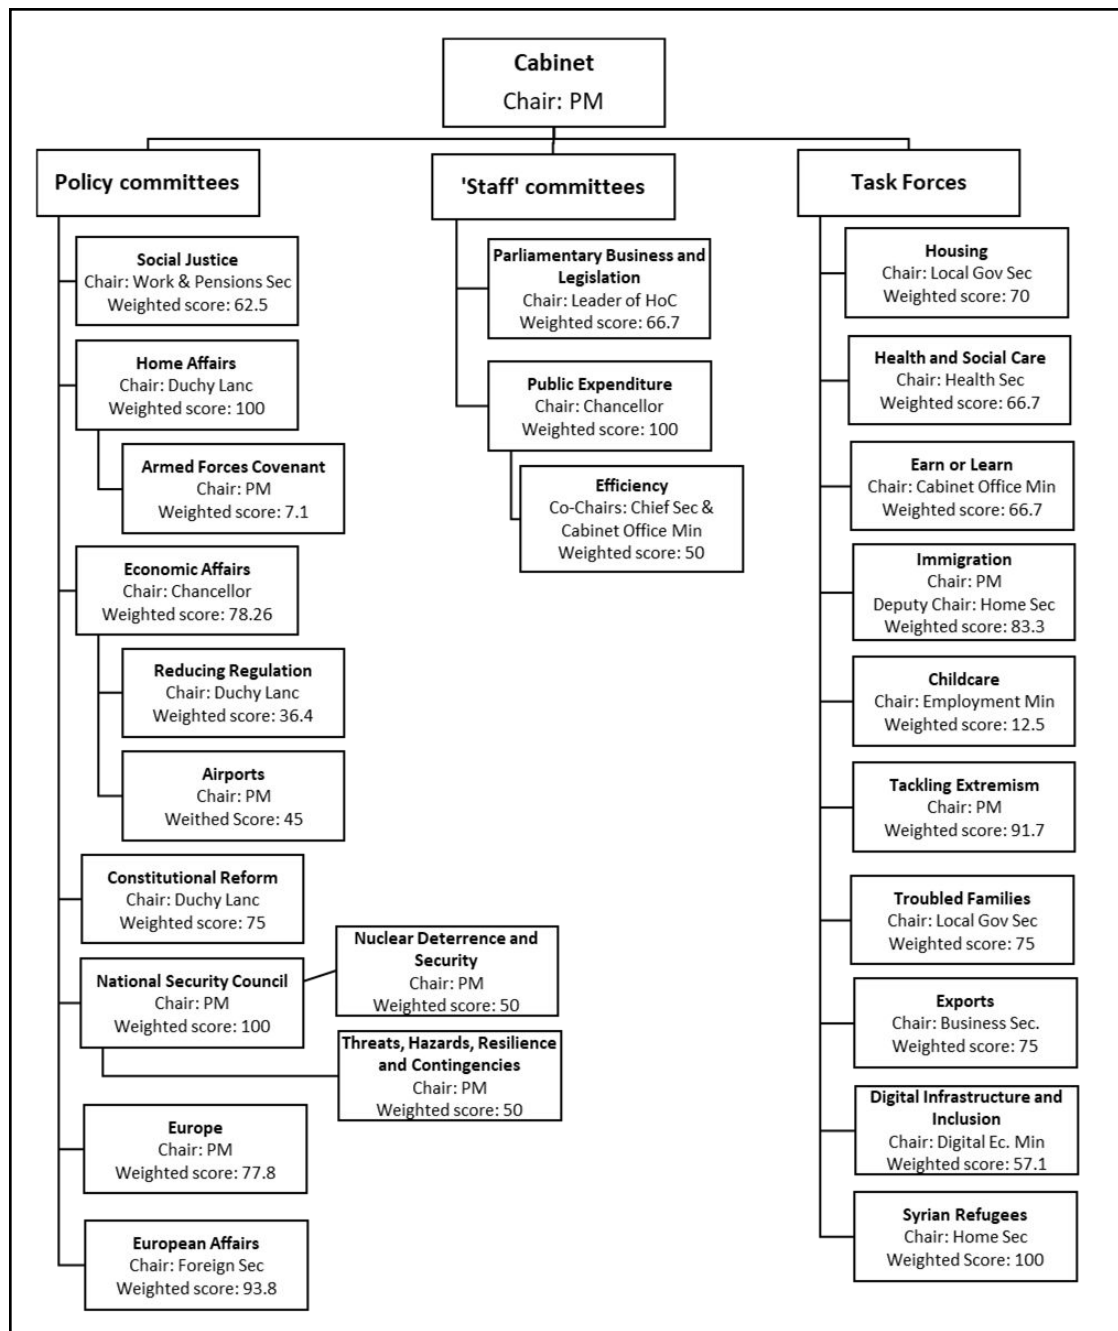 Cabinet
Chair: PM
Policy committees
Social Justice
Chair: Work & Pensions Sec
Weighted score: 62.5
Home Affairs
Chair: Duchy Lanc
Weighted score: 100
Armed Forces Covenant
Chair: PM
Weighted score: 7.1
Economic Affairs
Chair: Chancellor
Weighted score: 78.26
Reducing Regulation
Chair: Duchy Lanc
Weighted score: 36.4
Airports
Chair: PM
Weithed Score: 45
Constitutional Reform
Chair: Duchy Lanc
Weighted score: 75
National Security Council
Chair: PM
Weighted score: 100
Nuclear Deterrence and
Security
Chair: PM
Weighted score: 50
Threats, Hazards, Resilience
and Contingencies
Chair: PM
Weighted score: 50
Europe
Chair: PM
Weighted score: 77.8
European Affairs
Chair: Foreign Sec
Weighted score: 93.8
'Staff' committees
Parliamentary Business and
Legislation
Chair: Leader of HoC
Weighted score: 66.7
Public Expenditure
Chair: Chancellor
Weighted score: 100
Efficiency
Co-Chairs: Chief Sec &
Cabinet Office Min
Weighted score: 50
Task Forces
Housing
Chair: Local Gov Sec
Weighted score: 70
Health and Social Care
Chair: Health Sec
Weighted score: 66.7
Earn or Learn
Chair: Cabinet Office Min
Weighted score: 66.7
Immigration
Chair: PM
Deputy Chair: Home Sec
Weighted score: 83.3
Childcare
Chair: Employment Min
Weighted score: 12.5
Tackling Extremism
Chair: PM
Weighted score: 91.7
Troubled Families
Chair: Local Gov Sec
Weighted score: 75
Exports
Chair: Business Sec.
Weighted score: 75
Digital Infrastructure and
Inclusion
Chair: Digital Ec. Min
Weighted score: 57.1
Syrian Refugees
Chair: Home Sec
Weighted Score: 100